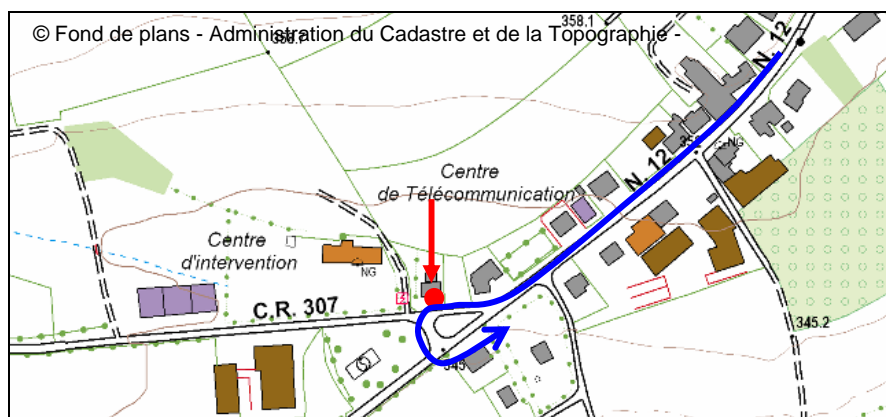 © Fond de plans - Administration du Cadastre et de la Topographie -
358.1
N. 12
Centre
de Télécommunication
N. 12
NG
Centre
d'intervention
NG
C.R. 307
345.2